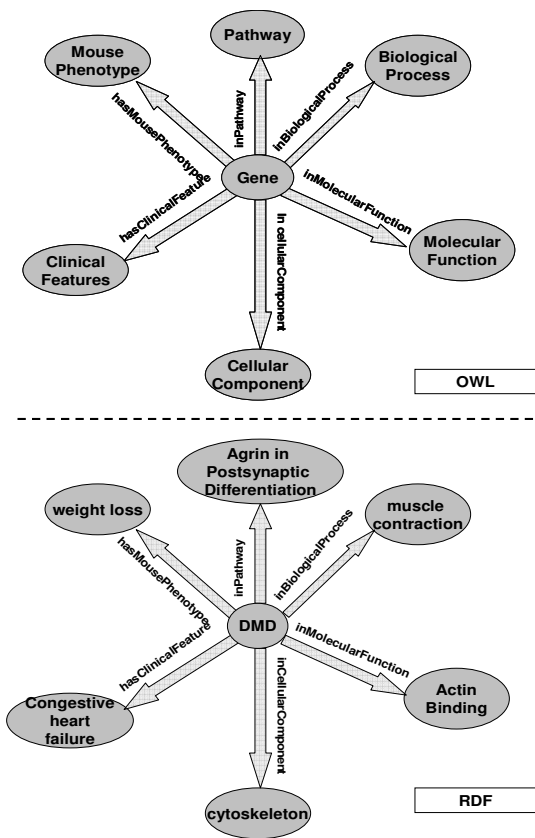 Pathway
Mouse
Phenotype
Biological
Process
hasMousePhenotype
inPathway
inBiologicalProcess
Gene
hasClinicalFeature
inMolecularFunction
In cellularComponent
Clinical
Features
Molecular
Function
Cellular
Component
OWL
Agrin in
Postsynaptic
Differentiation
weight loss
muscle
contraction
hasMousePhenotype
inPathway
inBiologicalProcess
DMD
hasClinicalFeature
inMolecularFunction
inCellularComponent
Congestive
heart
failure
Actin
Binding
cytoskeleton
RDF